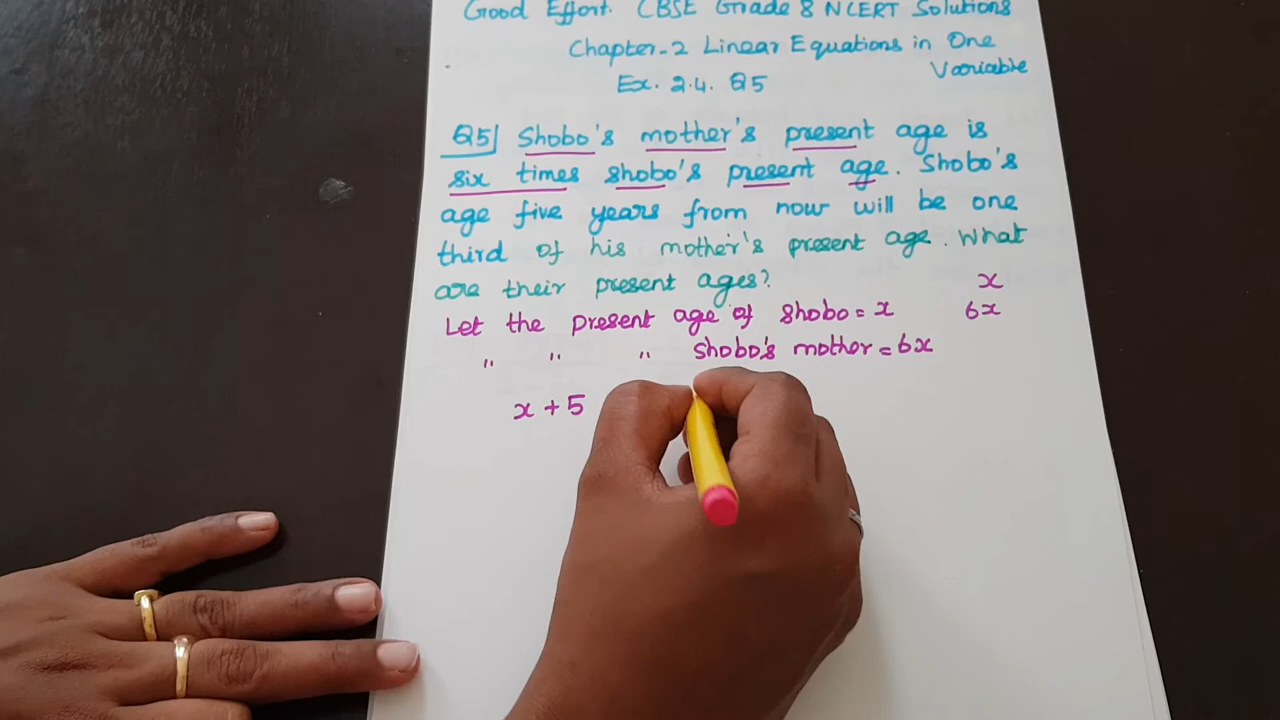 Good Effort. CBSE Grade 8 NCERT Solutions
Chapter-2 Linear Equations in One
Variable
Ex. 2.4. Q5
Q5] Shobo's mother's present age is
six times shobo's present age. Shobo's
age five years from now will be one
third of his mother's present age. What
are their present ages?
x
Let the present age of shobo = x
6x
" " " shobo's mother = 6x
x + 5